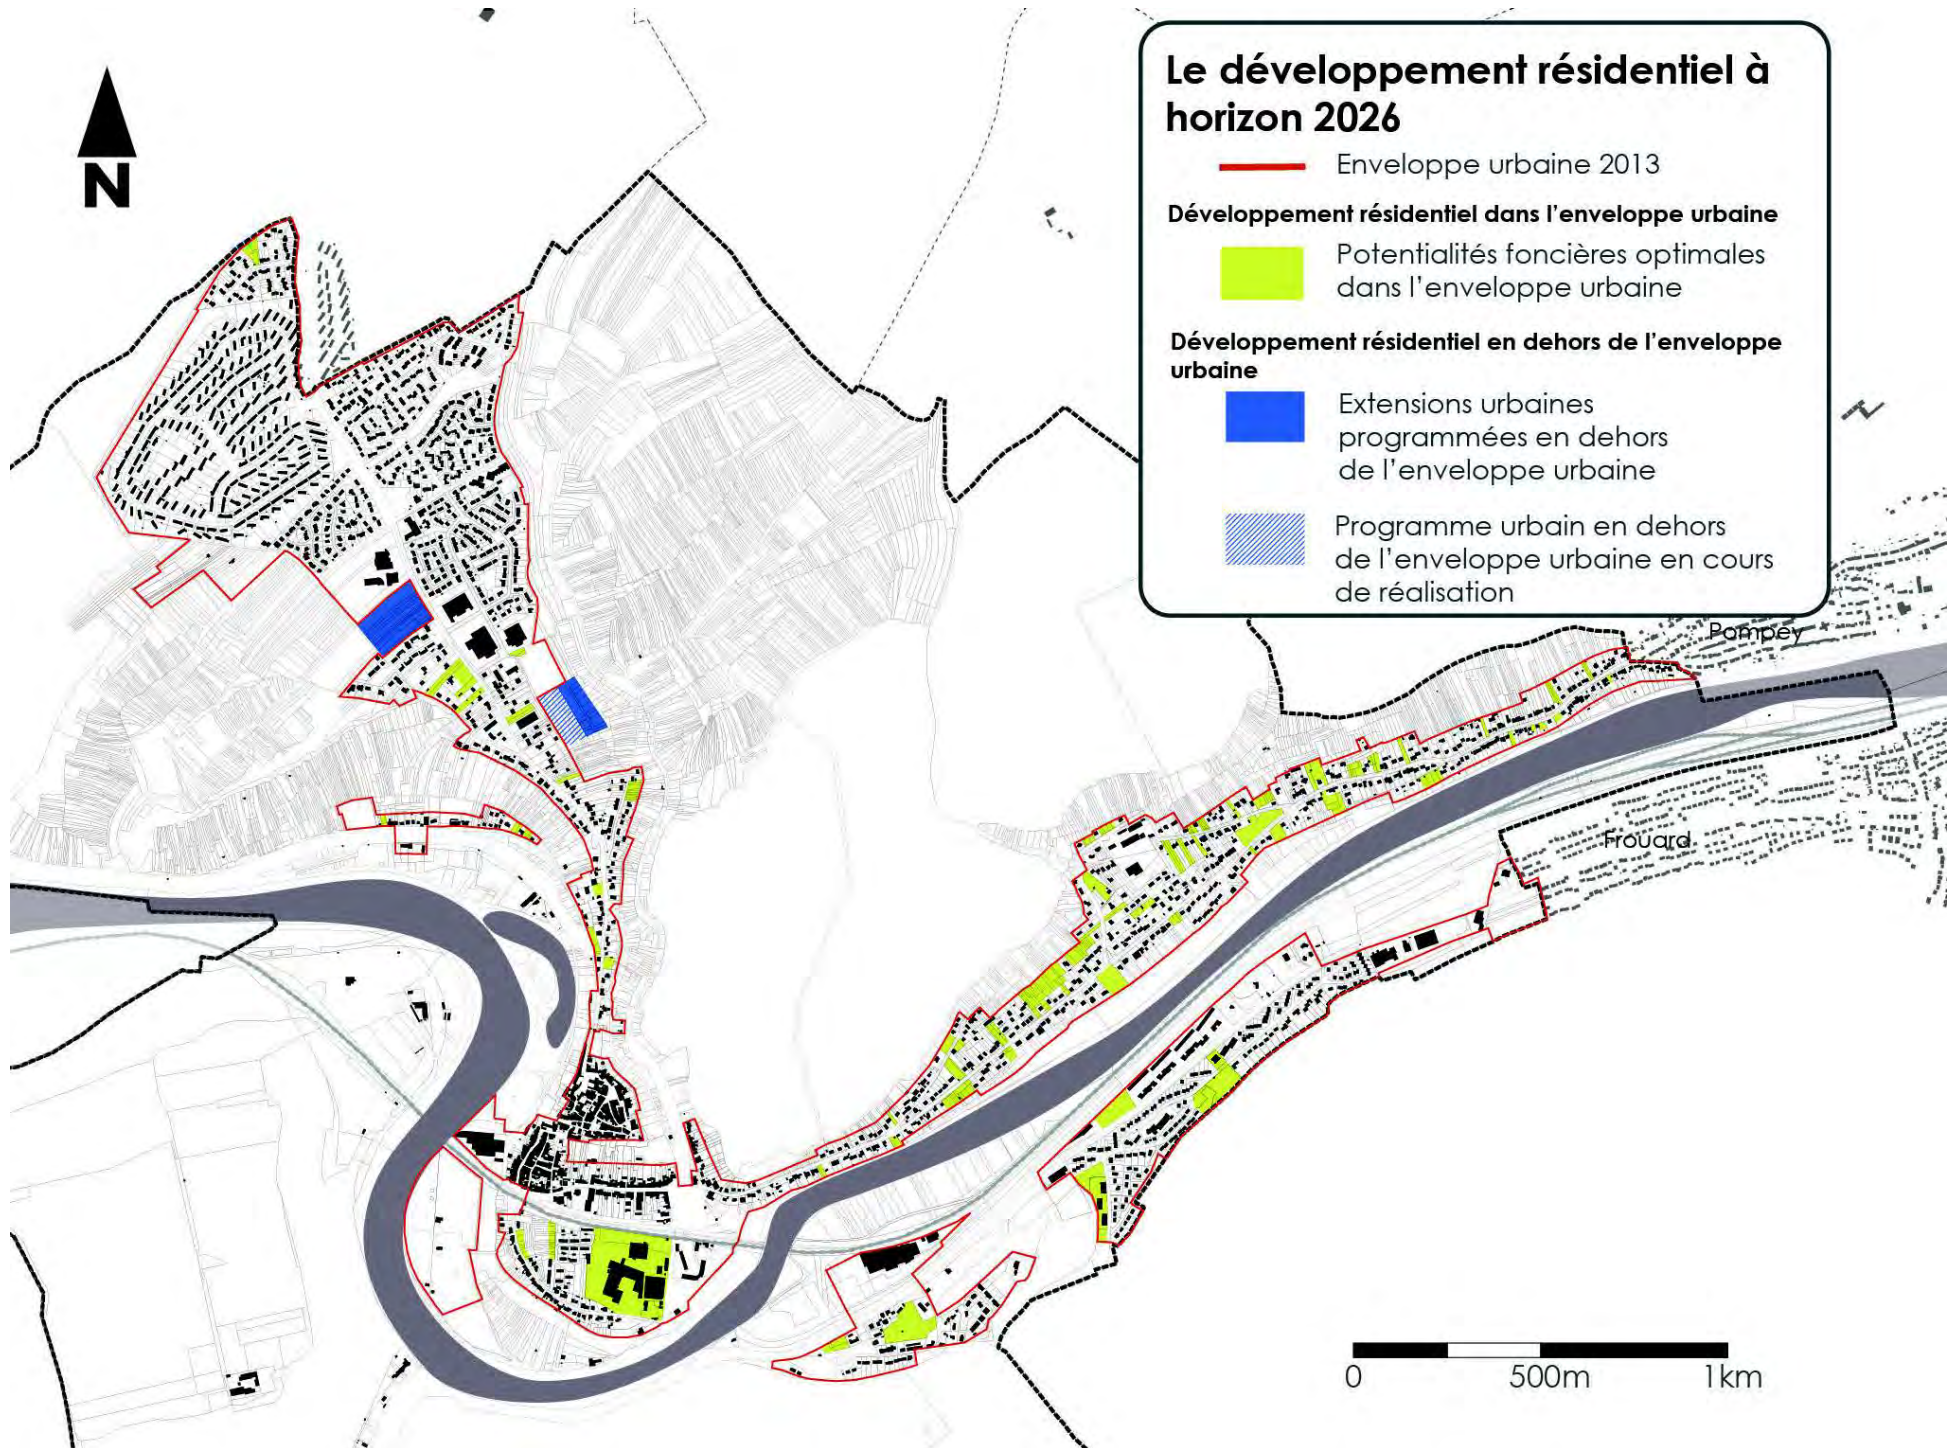 N
Le développement résidentiel à
horizon 2026
Enveloppe urbaine 2013
Développement résidentiel dans l'enveloppe urbaine
Potentialités foncières optimales
dans l'enveloppe urbaine
Développement résidentiel en dehors de l'enveloppe
urbaine
Extensions urbaines
programmées en dehors
de l'enveloppe urbaine
Programme urbain en dehors
de l'enveloppe urbaine en cours
de réalisation
Pompey
Frouard
0 500m 1km